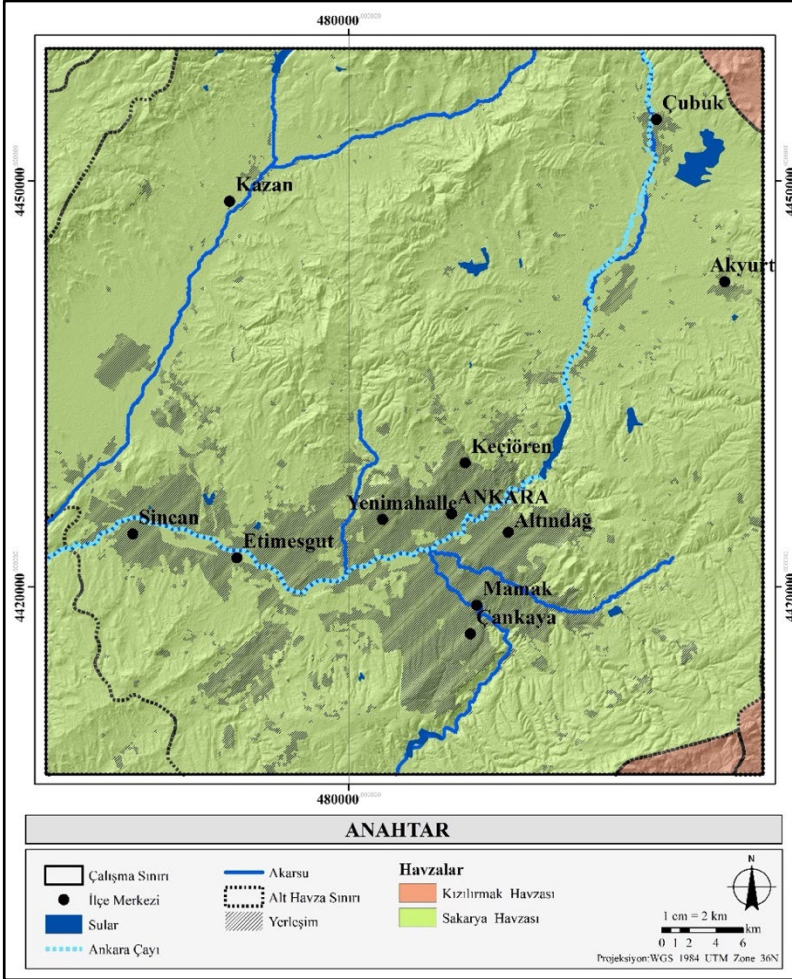 480000
Çubuk
4450000
4450000
Kazan
Akyurt
Keçiören
Yenimahalle
ANKARA
Sincan
Altındağ
Etimesgut
4420000
4420000
Mamak
Çankaya
480000
ANAHTAR
Çalışma Sınırı
İlçe Merkezi
Sular
Ankara Çayı
Akarsu
Alt Havza Sınırı
Yerleşim
Havzalar
Kızılırmak Havzası
Sakarya Havzası
N
1 cm = 2 km
0 1 2 4 6 km
Projeksiyon:WGS 1984 UTM Zone 36N